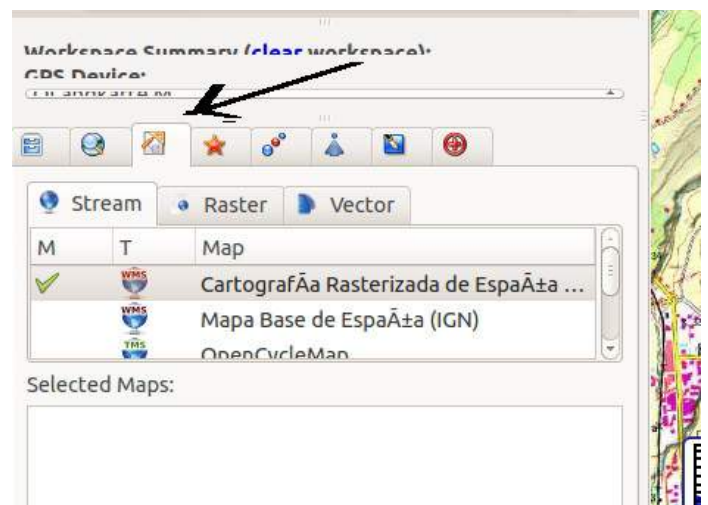 Workspace Summary (clear workspace):
GPS Device:
Stream Raster Vector
M T Map
WMS CartografÃa Rasterizada de EspaÃ±a ...
WMS Mapa Base de EspaÃ±a (IGN)
TMS OpenCycleMap
Selected Maps: